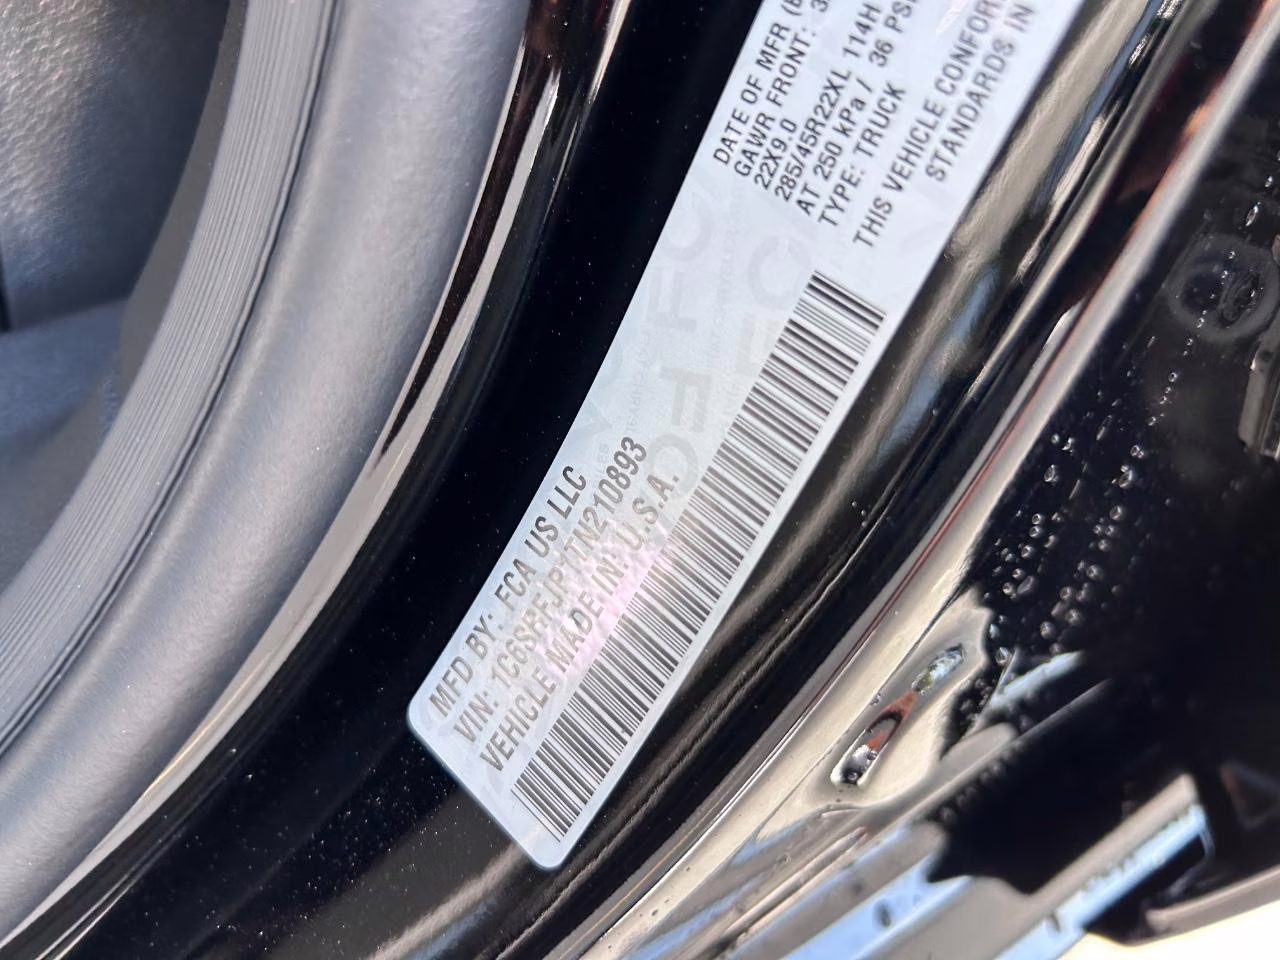 MFD BY: FCA US LLC
VIN: 1C6SRFJP1TN210893
VEHICLE MADE IN: U.S.A.
DATE OF MFR
GAWR FRONT:
22X9.0
285/45R22XL 114H
AT 250 kPa / 36 PSI
TYPE: TRUCK
THIS VEHICLE
STANDARDS IN